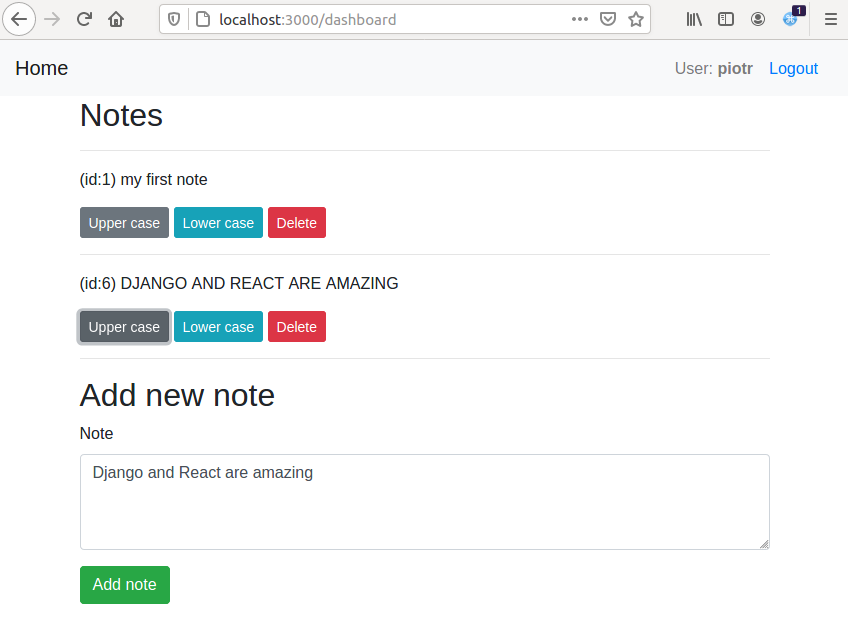 localhost:3000/dashboard
1
Home User: piotr Logout
Notes
(id:1) my first note
Upper case Lower case Delete
(id:6) DJANGO AND REACT ARE AMAZING
Upper case Lower case Delete
Add new note
Note
Django and React are amazing
Add note